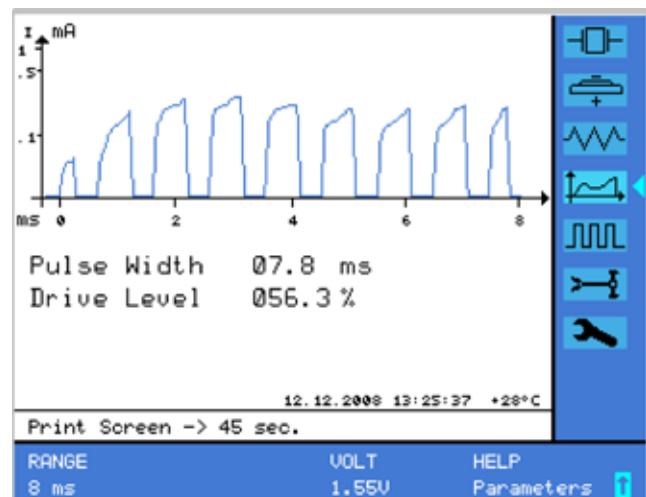 I mA
1
.5
.1
ms 0 2 4 6 8
Pulse Width 07.8 ms
Drive Level 056.3 %
12.12.2008 13:25:37 +28°C
Print Screen -> 45 sec.
RANGE VOLT HELP
8 ms 1.55V Parameters